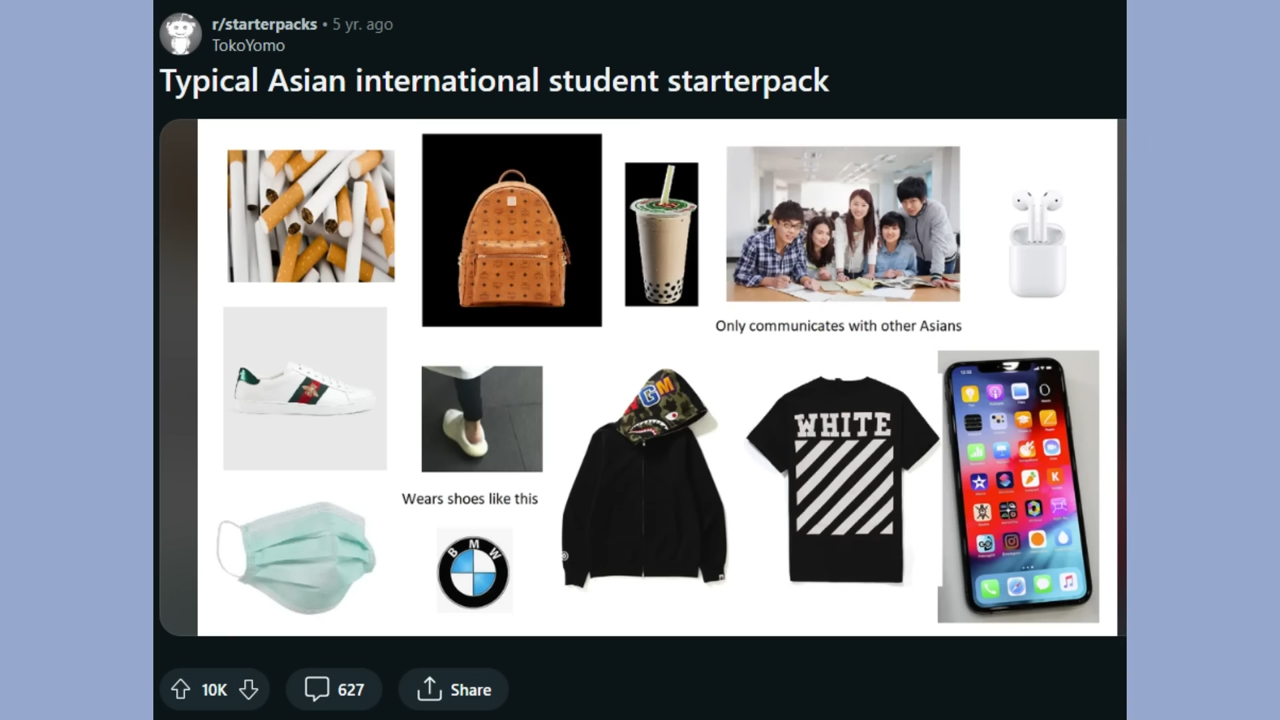 r/starterpacks • 5 yr. ago
TokoYomo
Typical Asian international student starterpack
Only communicates with other Asians
Wears shoes like this
WHITE
BMW
10K
627
Share